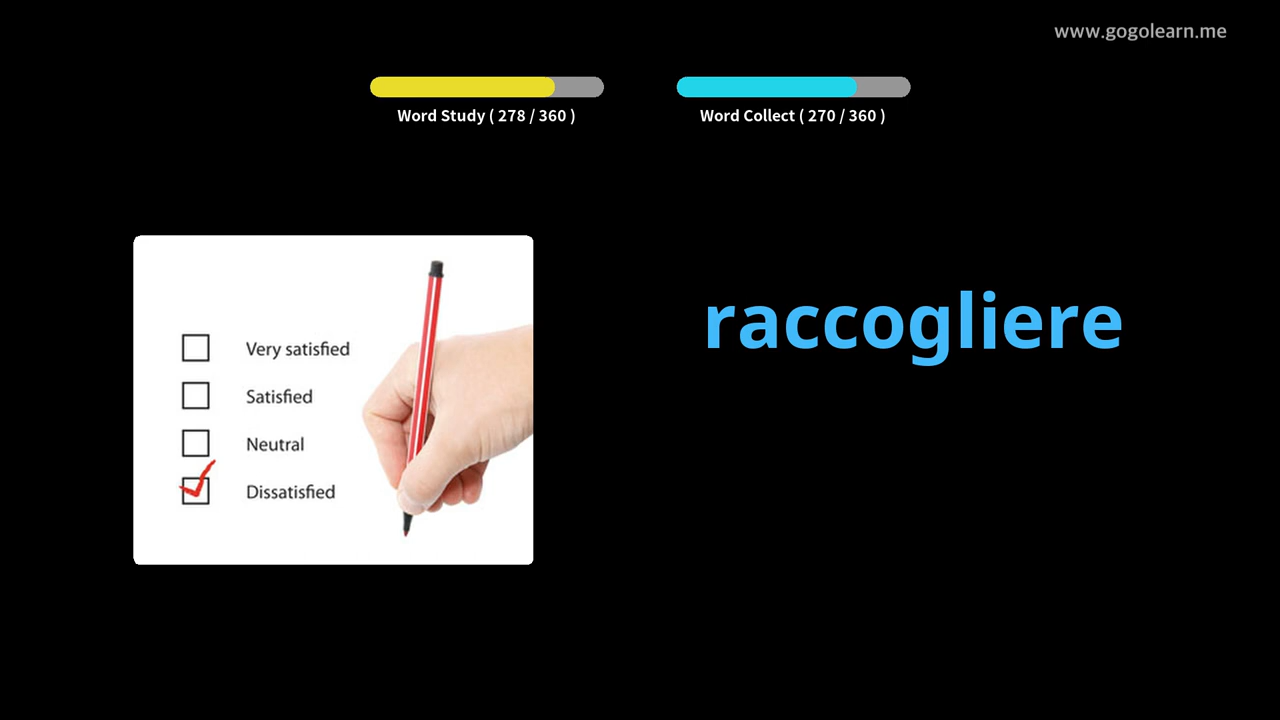 www.gogolearn.me
Word Study ( 278 / 360 )
Word Collect ( 270 / 360 )
raccogliere
Very satisfied
Satisfied
Neutral
Dissatisfied